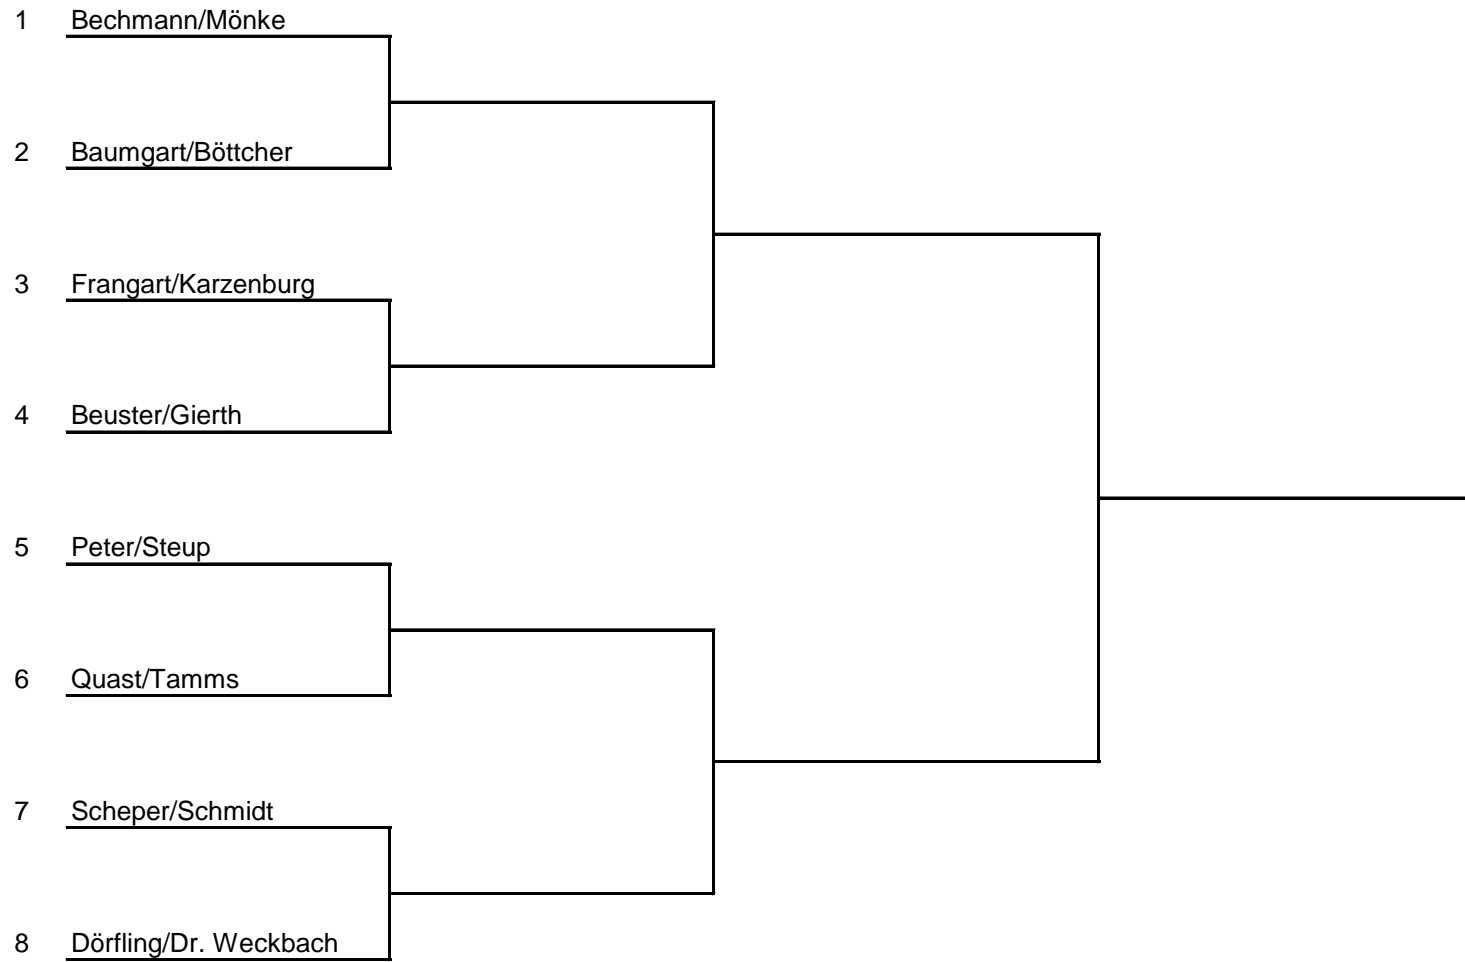 1 Bechmann/Mönke
2 Baumgart/Böttcher
3 Frangart/Karzenburg
4 Beuster/Gierth
5 Peter/Steup
6 Quast/Tamms
7 Scheper/Schmidt
8 Dörfling/Dr. Weckbach